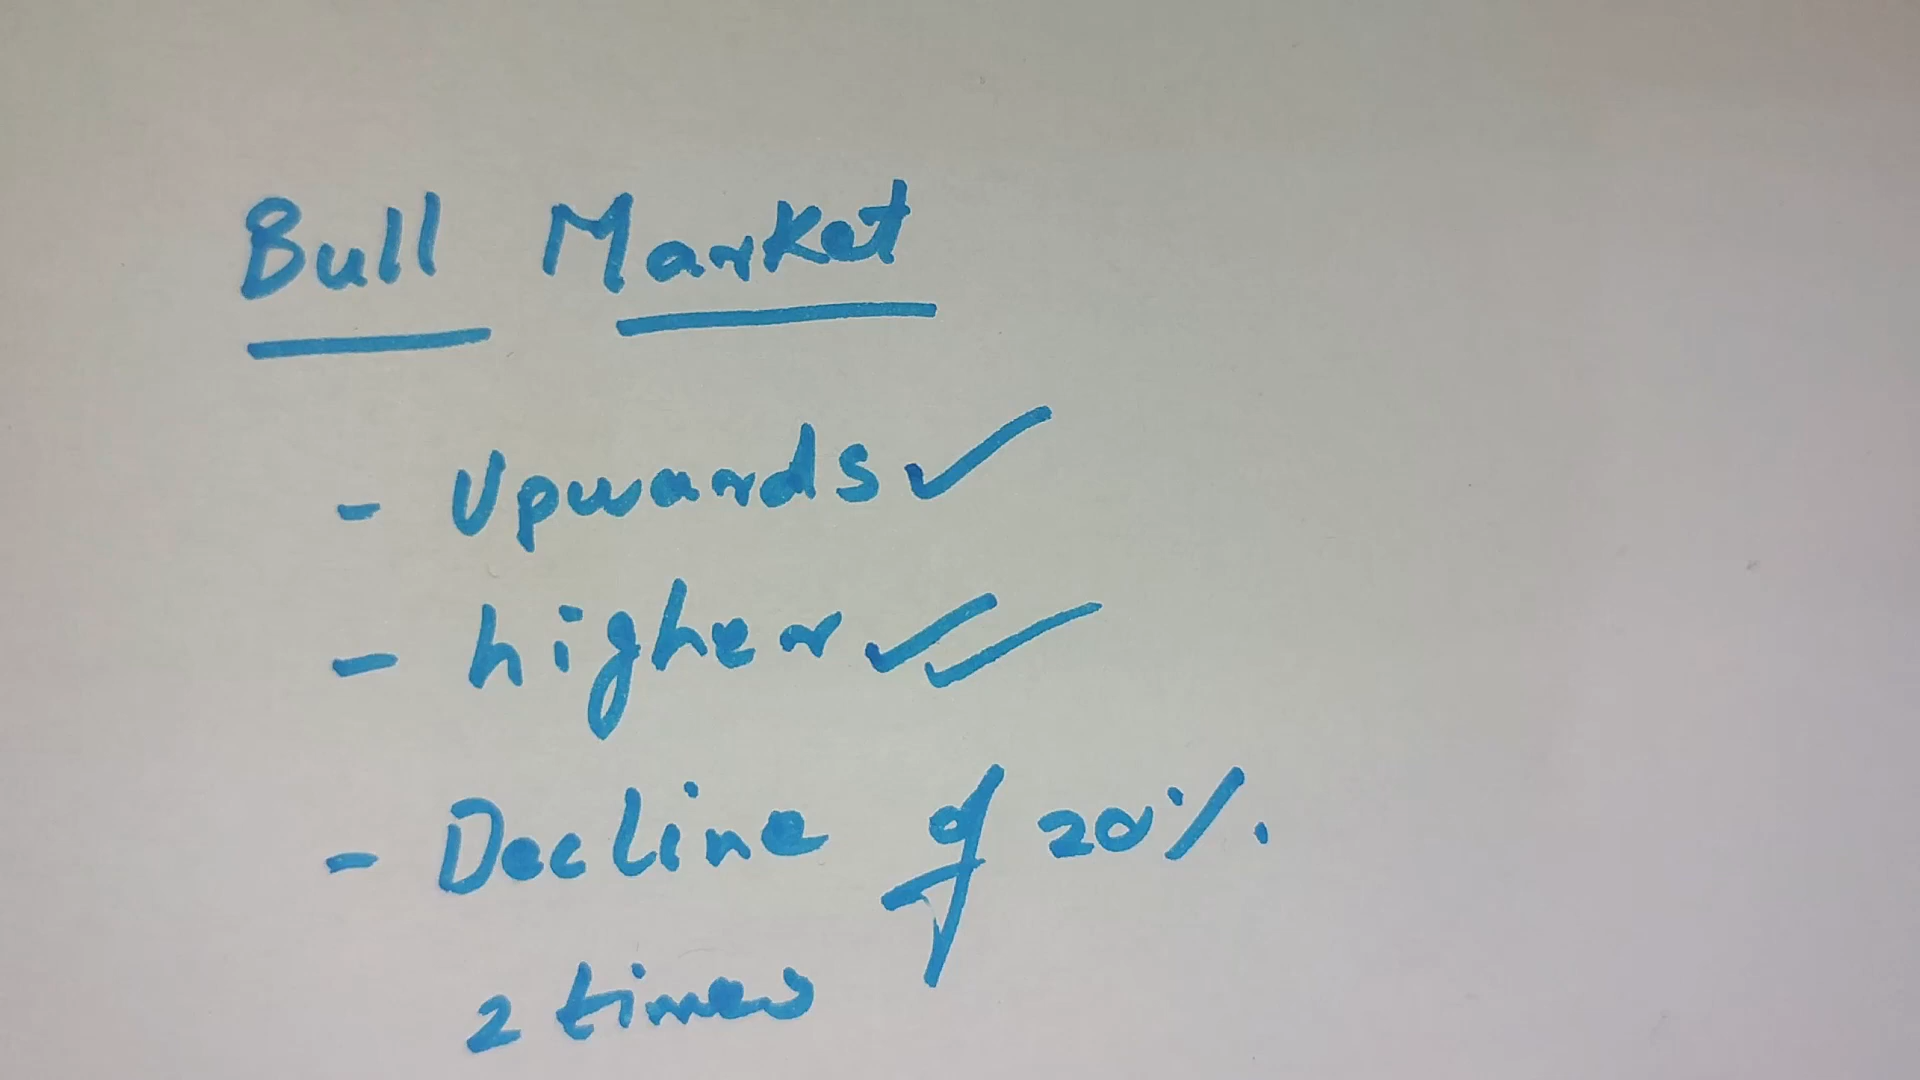 Bull Market
- Upwards ✓
- higher ✓✓
- Decline of 20%.
2 times